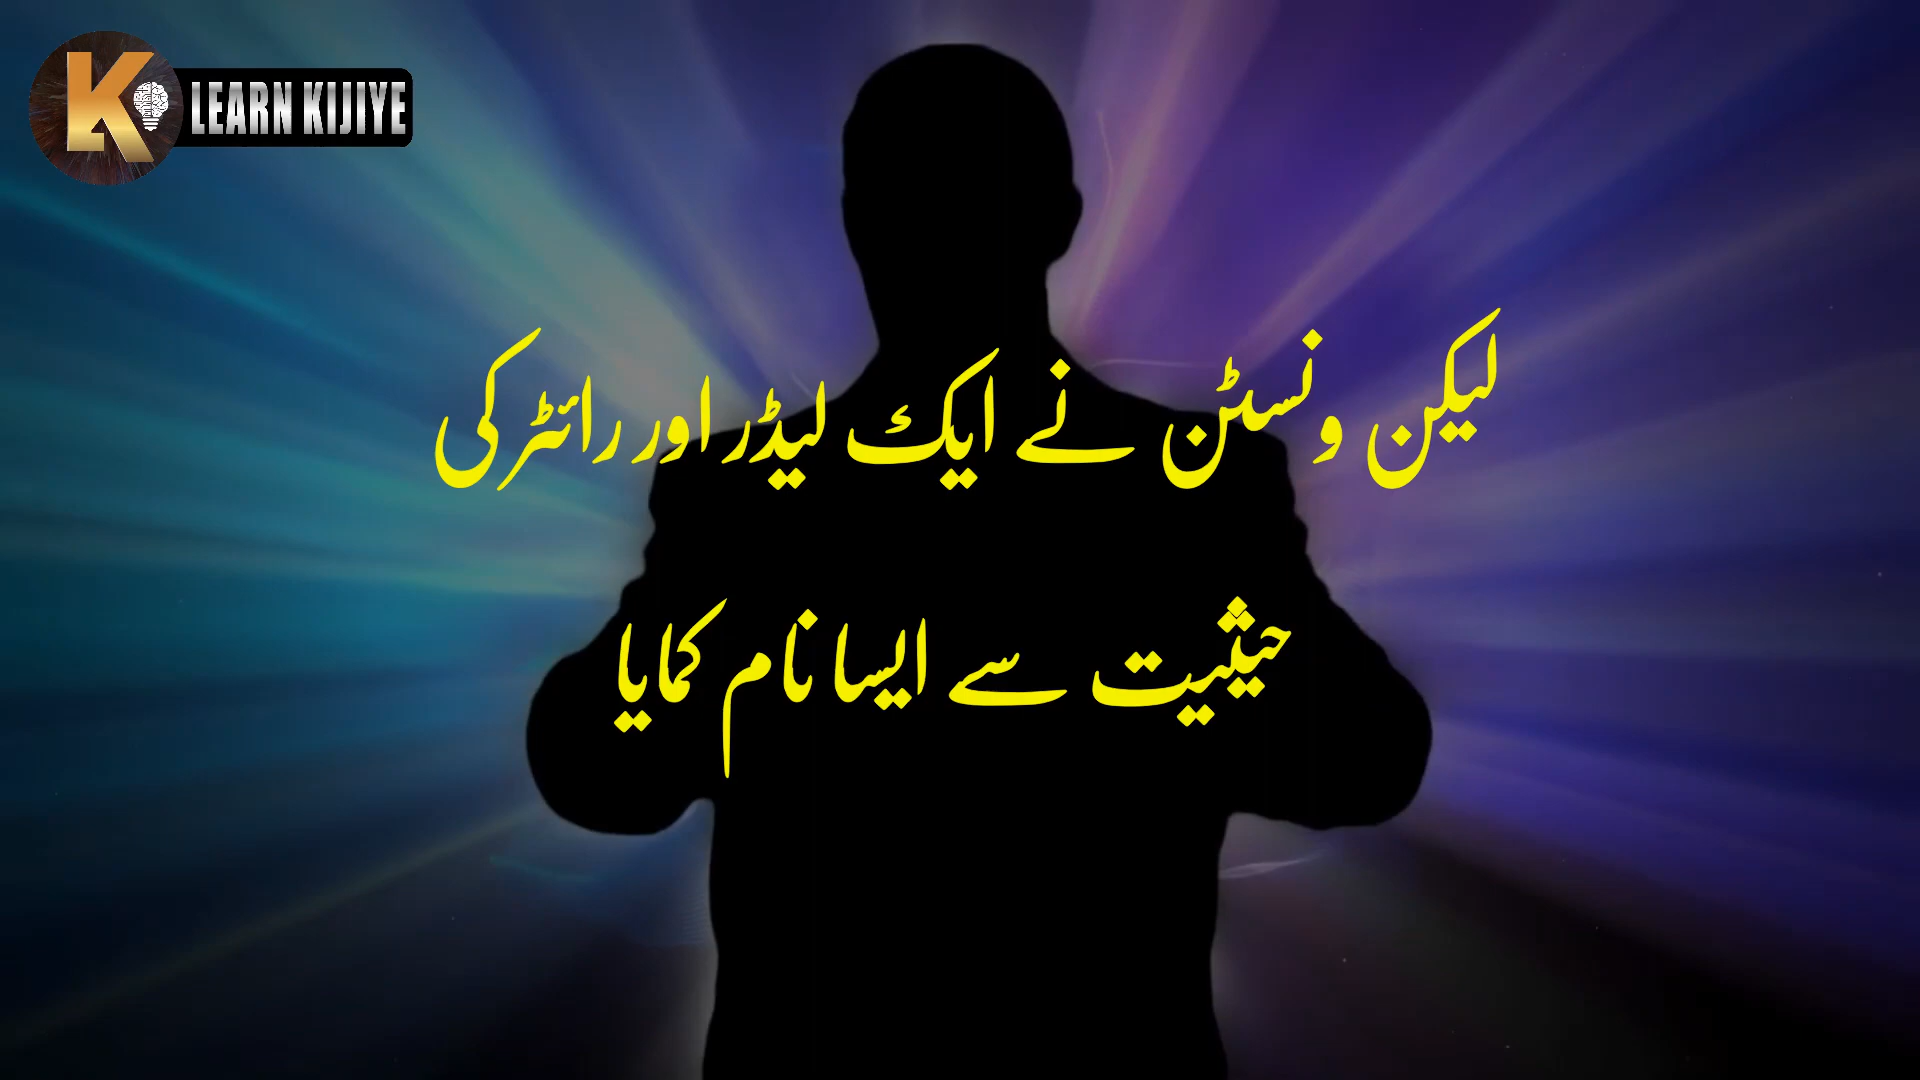 LEARN KIJIYE
لیکن ونسٹن نے ایک لیڈر اور رائٹر کی
حیثیت سے ایسا نام کمایا